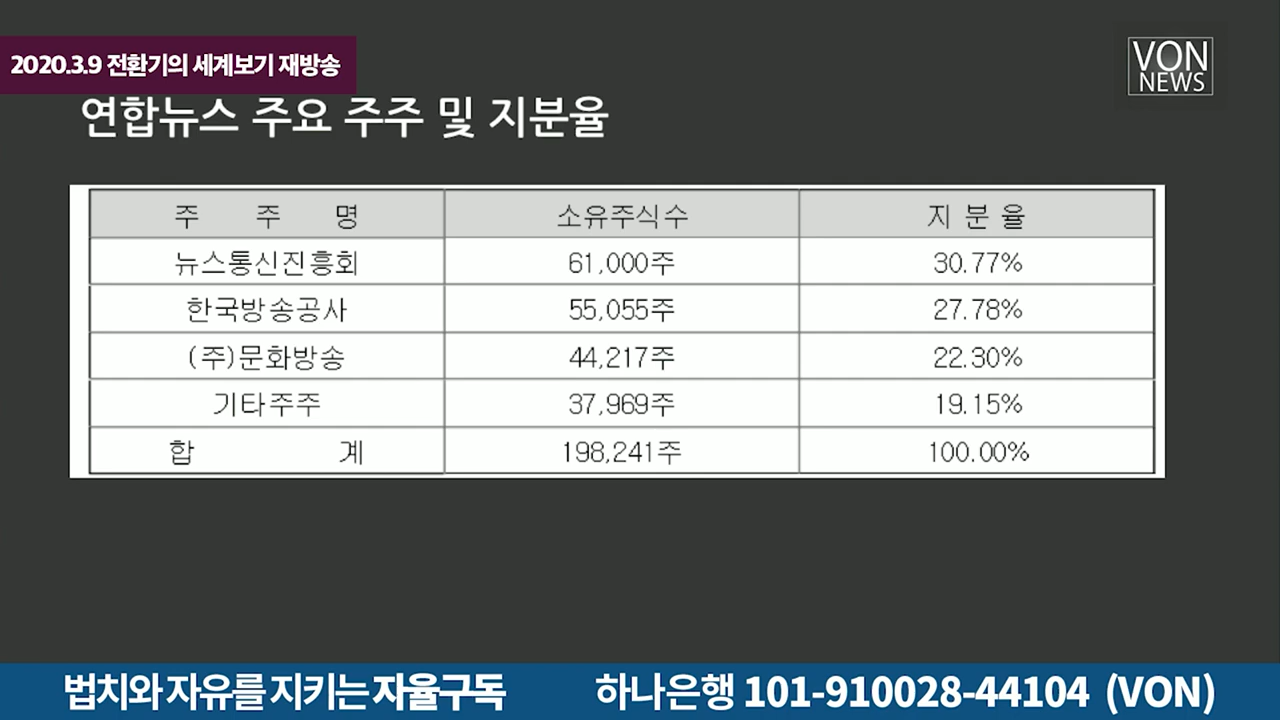 2020.3.9 전환기의 세계보기 재방송
VON
NEWS
연합뉴스 주요 주주 및 지분율
주 주 명 소유주식수 지 분 율
뉴스통신진흥회 61,000주 30.77%
한국방송공사 55,055주 27.78%
(주)문화방송 44,217주 22.30%
기타주주 37,969주 19.15%
합 계 198,241주 100.00%
법치와 자유를 지키는 자율구독 하나은행 101-910028-44104 (VON)